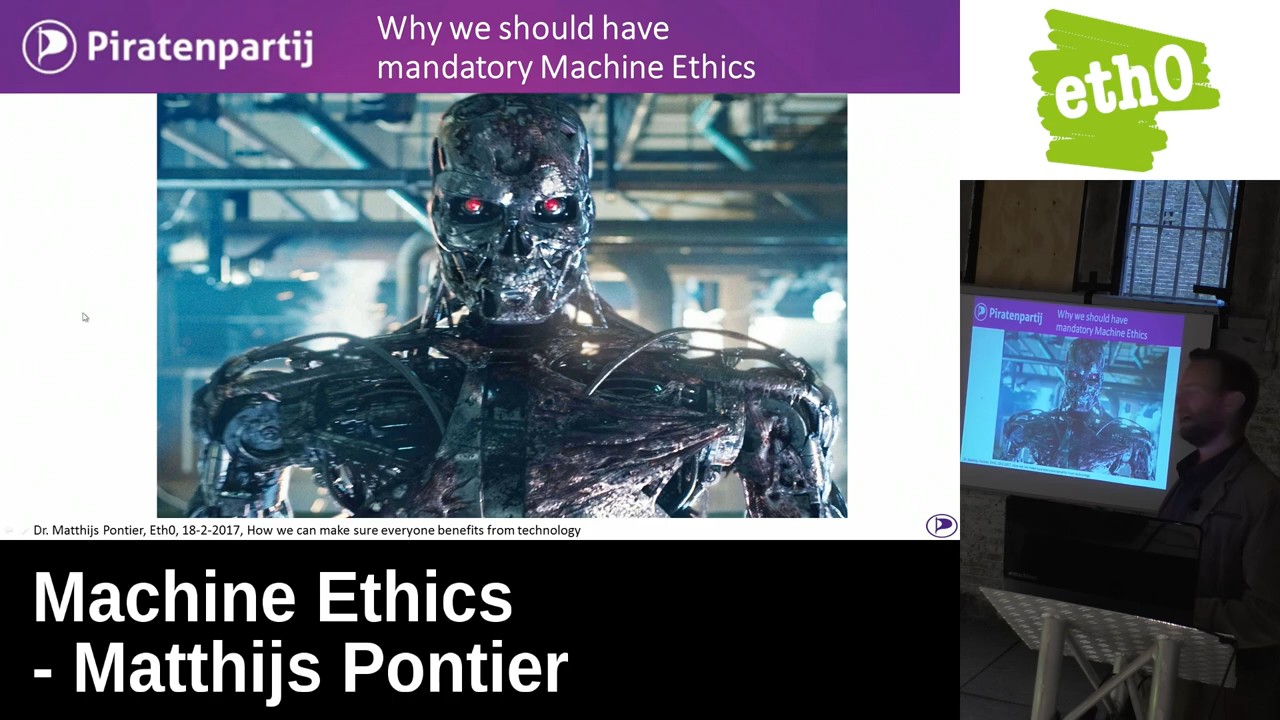 Piratenpartij
Why we should have
mandatory Machine Ethics
Dr. Matthijs Pontier, Eth0, 18-2-2017, How we can make sure everyone benefits from technology
eth0
Piratenpartij
Why we should have
mandatory Machine Ethics
Machine Ethics
- Matthijs Pontier